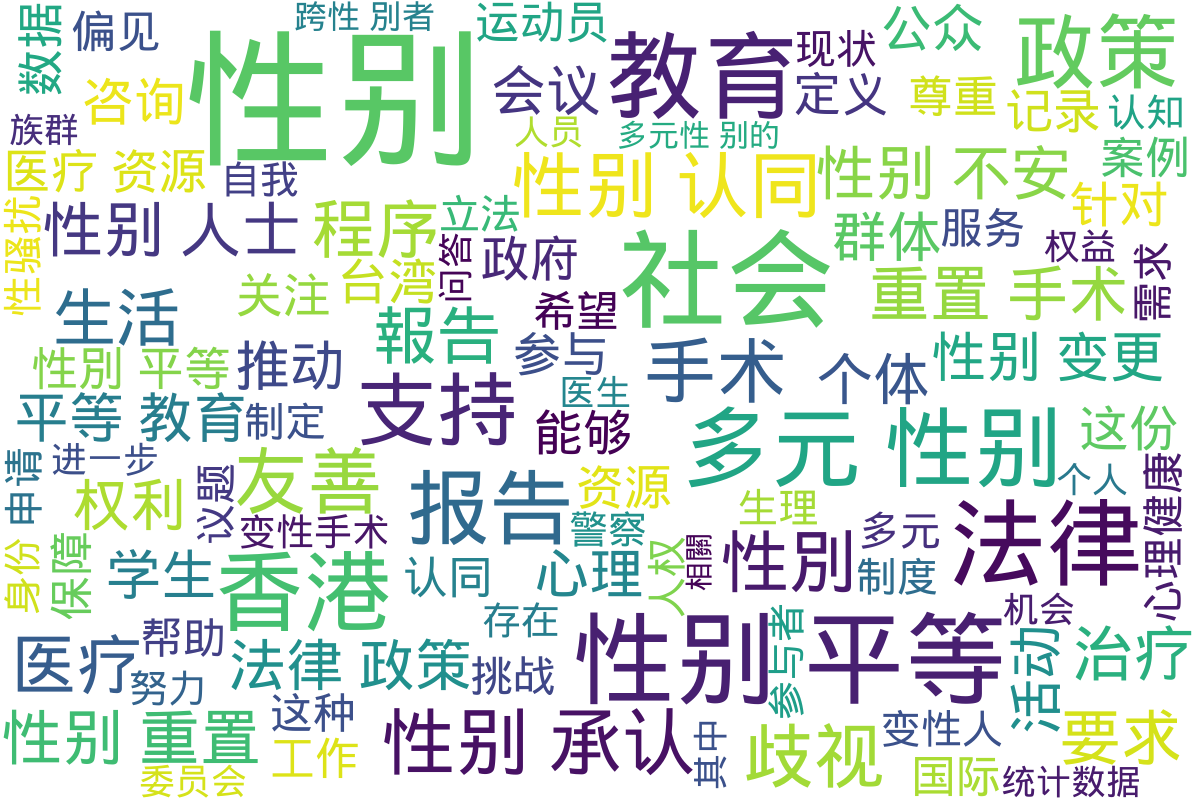 跨性 別者
运动员
公众
政策
数据
偏见
性别
教育
现状
会议
定义
尊重
记录
认知
咨询
族群
人员
多元性 别的
医疗 资源
自我
性别 认同
性别 不安
案例
针对
性骚扰
性别 人士
程序
立法
群体
服务
权益
问答
政府
社会
需求
关注
台湾
重置 手术
生活
報告
希望
参与
手术
个体
性别 变更
性别 平等
推动
支持
医生
能够
多元 性别
这份
平等 教育
制定
进一步
申请
友善
报告
资源
个人
心理健康
权利
议题
变性手术
警察
生理
多元
法律
身份
保障
学生
香港
认同
心理
人权
相關
性別
制度
存在
机会
医疗
帮助
法律 政策
挑战
性别 平等
参与者
活动
治疗
努力
性别 重置
这种
性别 承认
其中
歧视
变性人
要求
委员会
工作
国际
统计数据